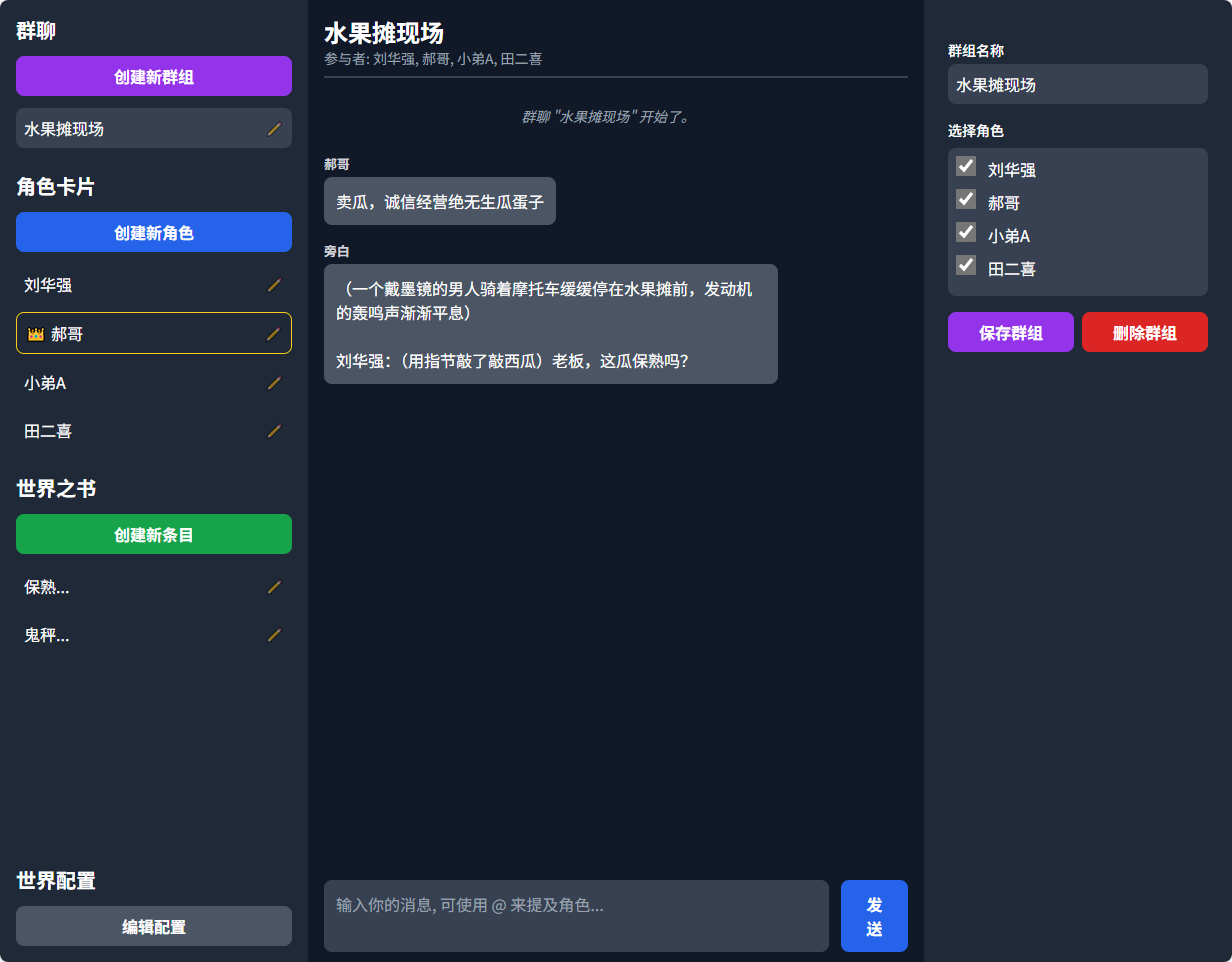 群聊
创建新群组
水果摊现场
角色卡片
创建新角色
刘华强
郝哥
小弟A
田二喜
世界之书
创建新条目
保熟...
鬼秤...
世界配置
编辑配置
水果摊现场
参与者: 刘华强, 郝哥, 小弟A, 田二喜
群聊 "水果摊现场" 开始了。
郝哥
卖瓜，诚信经营绝无生瓜蛋子
旁白
（一个戴墨镜的男人骑着摩托车缓缓停在水果摊前，发动机
的轰鸣声渐渐平息）
刘华强：（用指节敲了敲西瓜）老板，这瓜保熟吗？
输入你的消息, 可使用 @ 来提及角色...
发
送
群组名称
水果摊现场
选择角色
刘华强
郝哥
小弟A
田二喜
保存群组
删除群组